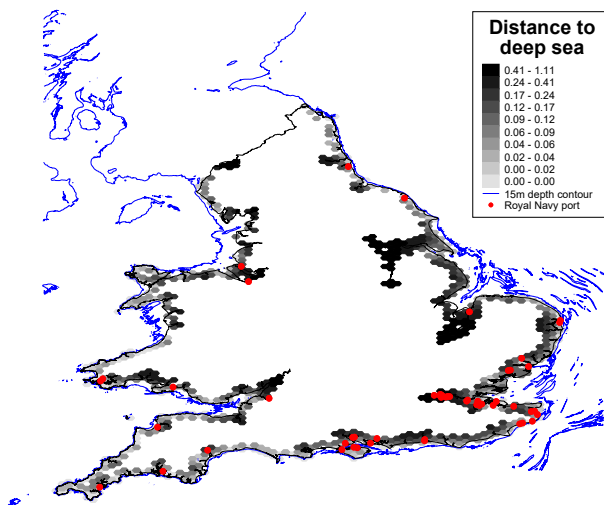 Distance to
deep sea
0.41 - 1.11
0.24 - 0.41
0.17 - 0.24
0.12 - 0.17
0.09 - 0.12
0.06 - 0.09
0.04 - 0.06
0.02 - 0.04
0.00 - 0.02
0.00 - 0.00
15m depth contour
Royal Navy port